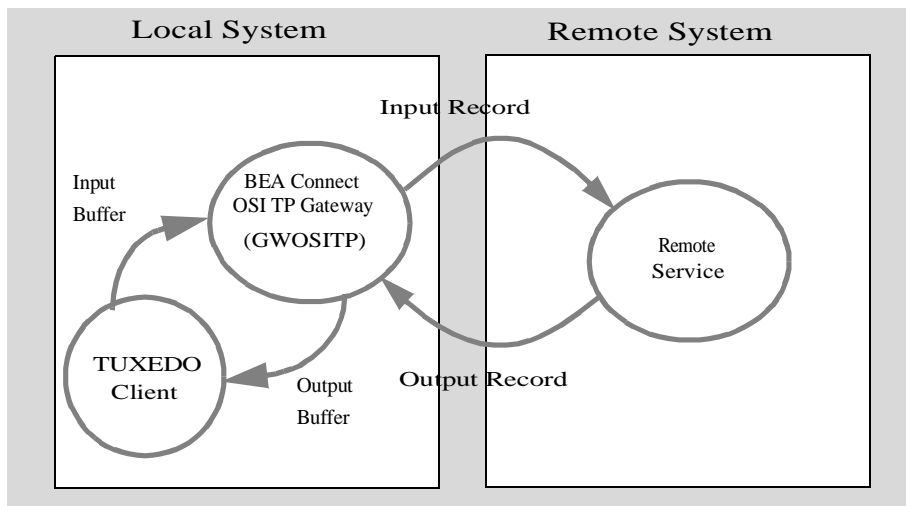 Local System
Remote System
Input Record
Input
Buffer
BEA Connect
OSI TP Gateway
(GWOSITP)
Remote
Service
TUXEDO
Client
Output
Buffer
Output Record